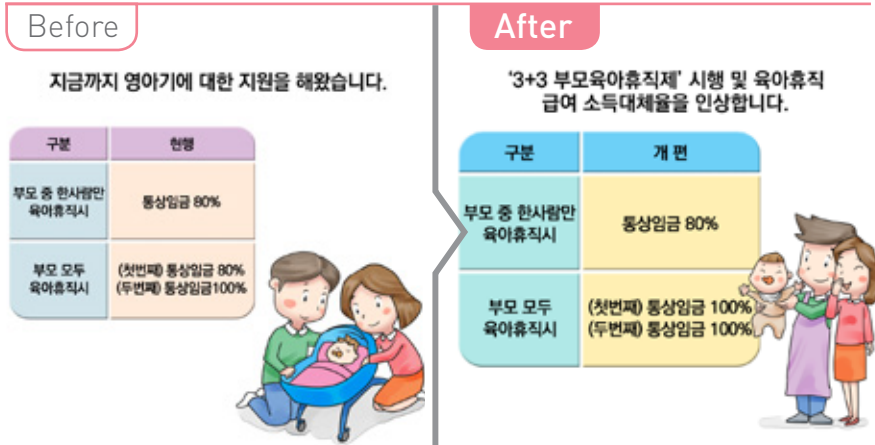 Before
지금까지 영아기에 대한 지원을 해왔습니다.
구분 현행
부모 중 한사람만
육아휴직시
통상임금 80%
부모 모두
육아휴직시
(첫번째) 통상임금 80%
(두번째) 통상임금100%
After
‘3+3 부모육아휴직제’ 시행 및 육아휴직
급여 소득대체율을 인상합니다.
구분 개 편
부모 중 한사람만
육아휴직시
통상임금 80%
부모 모두
육아휴직시
(첫번째) 통상임금 100%
(두번째) 통상임금 100%